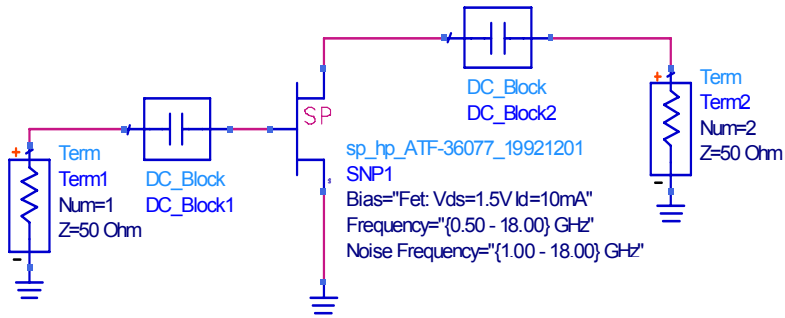 +
Term
Term1
Num=1
Z=50 Ohm
-
DC_Block
DC_Block1
SP
DC_Block
DC_Block2
sp_hp_ATF-36077_19921201
SNP1
Bias="Fet: Vds=1.5V Id=10mA"
Frequency="{0.50 - 18.00} GHz"
Noise Frequency="{1.00 - 18.00} GHz"
+
Term
Term2
Num=2
Z=50 Ohm
-